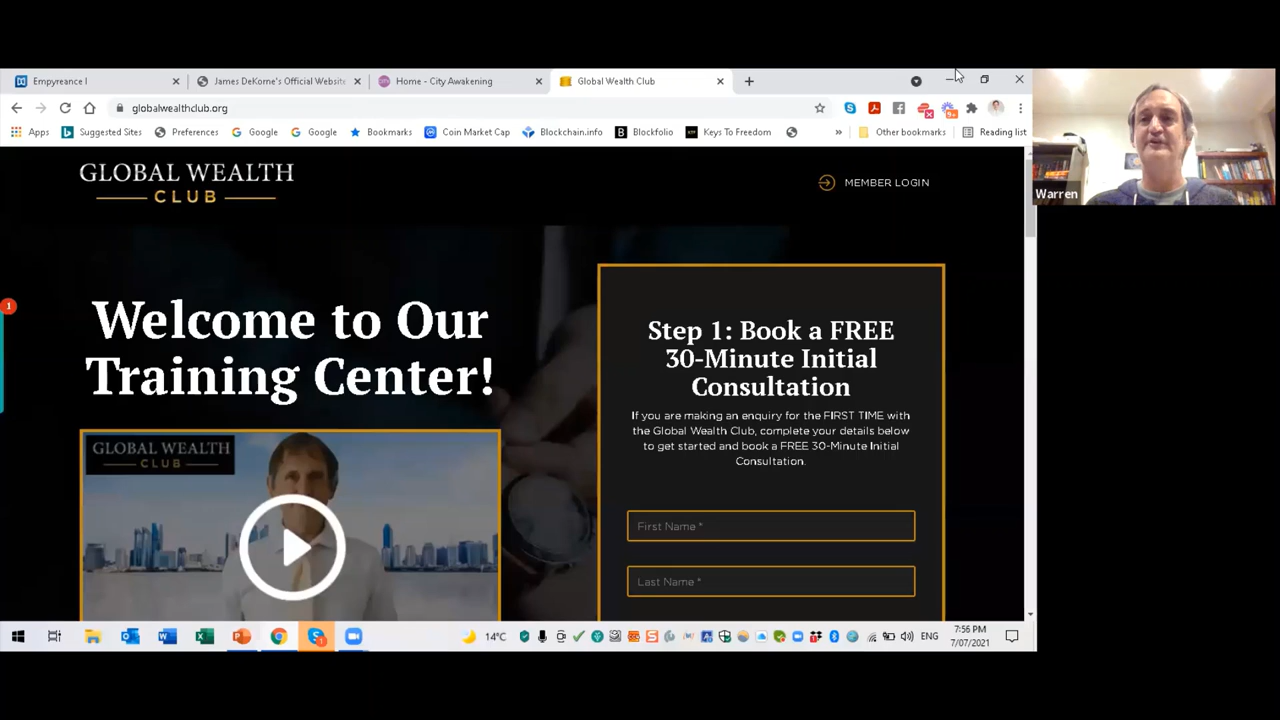 Empyreance I
James DeKorne's Official Website
Home - City Awakening
Global Wealth Club
globalwealthclub.org
Apps
Suggested Sites
Preferences
Google
Google
Bookmarks
Coin Market Cap
Blockchain.info
Blockfolio
Keys To Freedom
»
Other bookmarks
Reading list
GLOBAL WEALTH
CLUB
MEMBER LOGIN
Warren
Welcome to Our
Training Center!
GLOBAL WEALTH
CLUB
Step 1: Book a FREE
30-Minute Initial
Consultation
If you are making an enquiry for the FIRST TIME with
the Global Wealth Club, complete your details below
to get started and book a FREE 30-Minute Initial
Consultation.
First Name *
Last Name *
1
9+
14°C
ENG
7:56 PM
7/07/2021